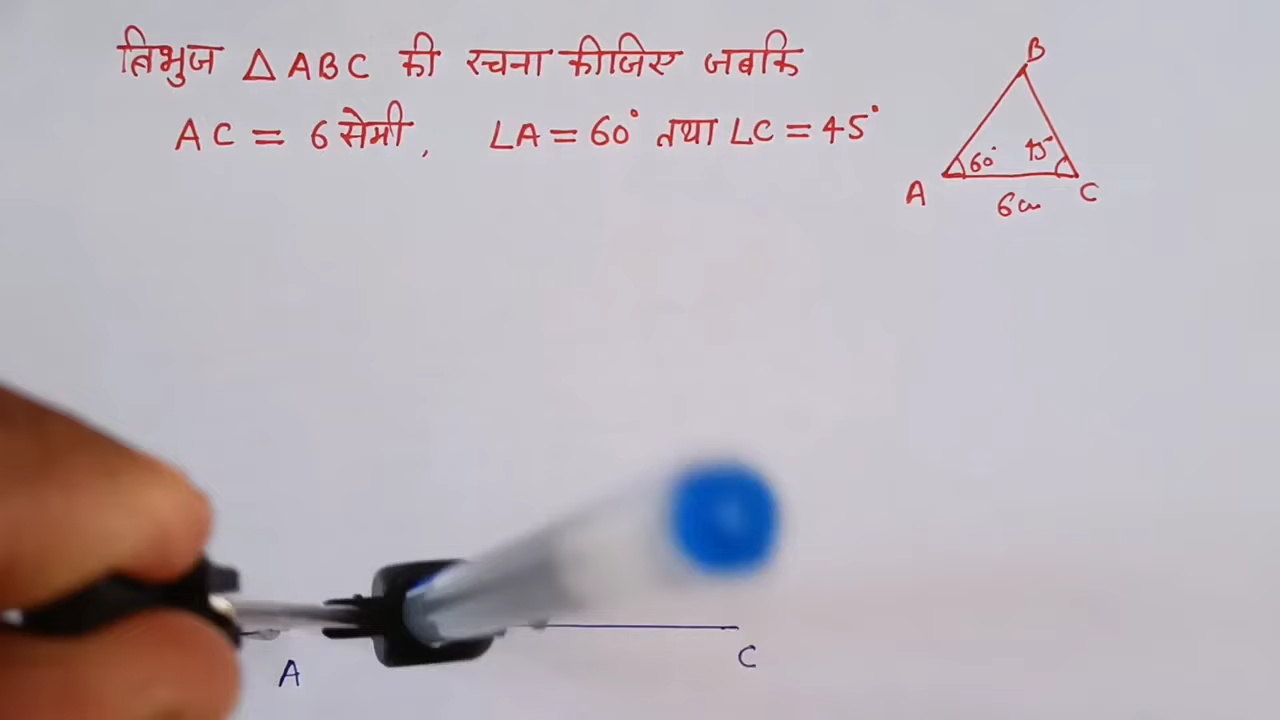 त्रिभुज △ABC की रचना कीजिए जबकि
AC = 6 सेमी, ∠A = 60° तथा ∠C = 45°
B
60° 45°
A C
6cm
A C